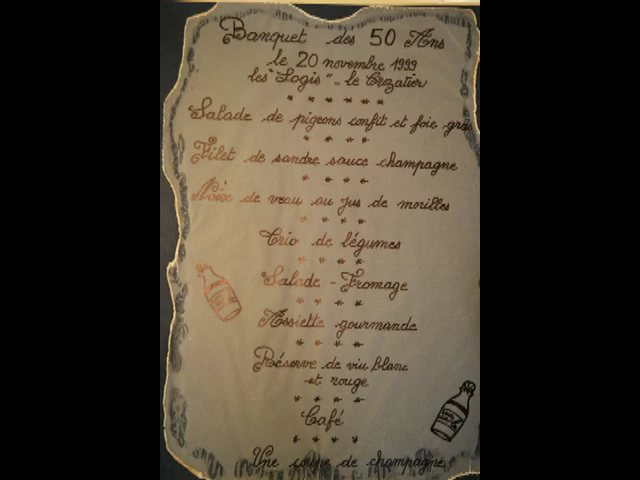 Banquet des 50 Ans
le 20 novembre 1999
les "Logis" - le Crozatier
Salade de pigeons confit et foie gras
Filet de sandre sauce champagne
Noix de veau au jus de morilles
Trio de légumes
Salade - Fromage
Assiette gourmande
Réserve de vin blanc
et rouge
Café
Une coupe de champagne